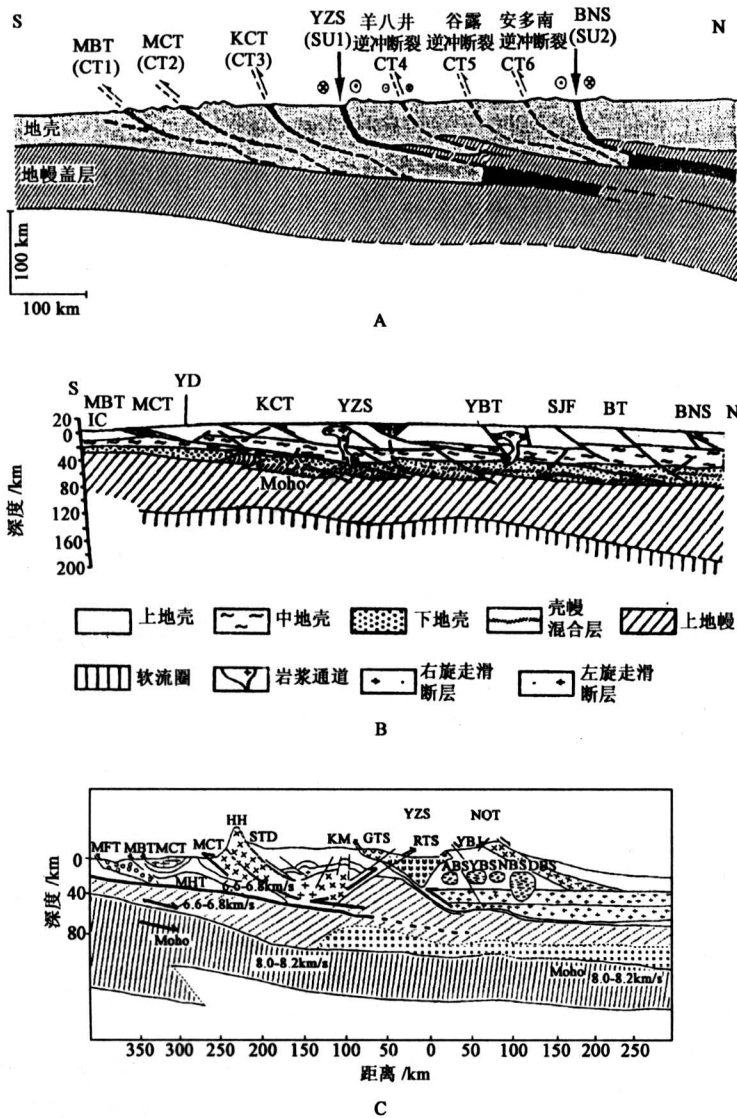 S
N
MBT
(CT1)
MCT
(CT2)
KCT
(CT3)
YZS
(SU1)
羊八井
逆冲断裂
CT4
谷露
逆冲断裂
CT5
安多南
逆冲断裂
CT6
BNS
(SU2)
地壳
地幔盖层
100 km
100 km
A
S
MBT
IC
MCT
YD
KCT
YZS
YBT
SJF
BT
BNS
N
20
0
40
80
120
160
200
深度 /km
Moho
上地壳
中地壳
下地壳
壳幔
混合层
上地幔
软流圈
岩浆通道
右旋走滑
断层
左旋走滑
断层
B
HH
STD
YZS
NOT
MFT
MBT
MCT
MCT
KM
GTS
RTS
YBJ
ABS
YBS
NBS
DBS
0
40
80
深度 /km
MHT
6.6-6.8km/s
6.6-6.8km/s
Moho
8.0-8.2km/s
Moho
8.0-8.2km/s
350 300 250 200 150 100 50 0 50 100 150 200 250
距离 /km
C